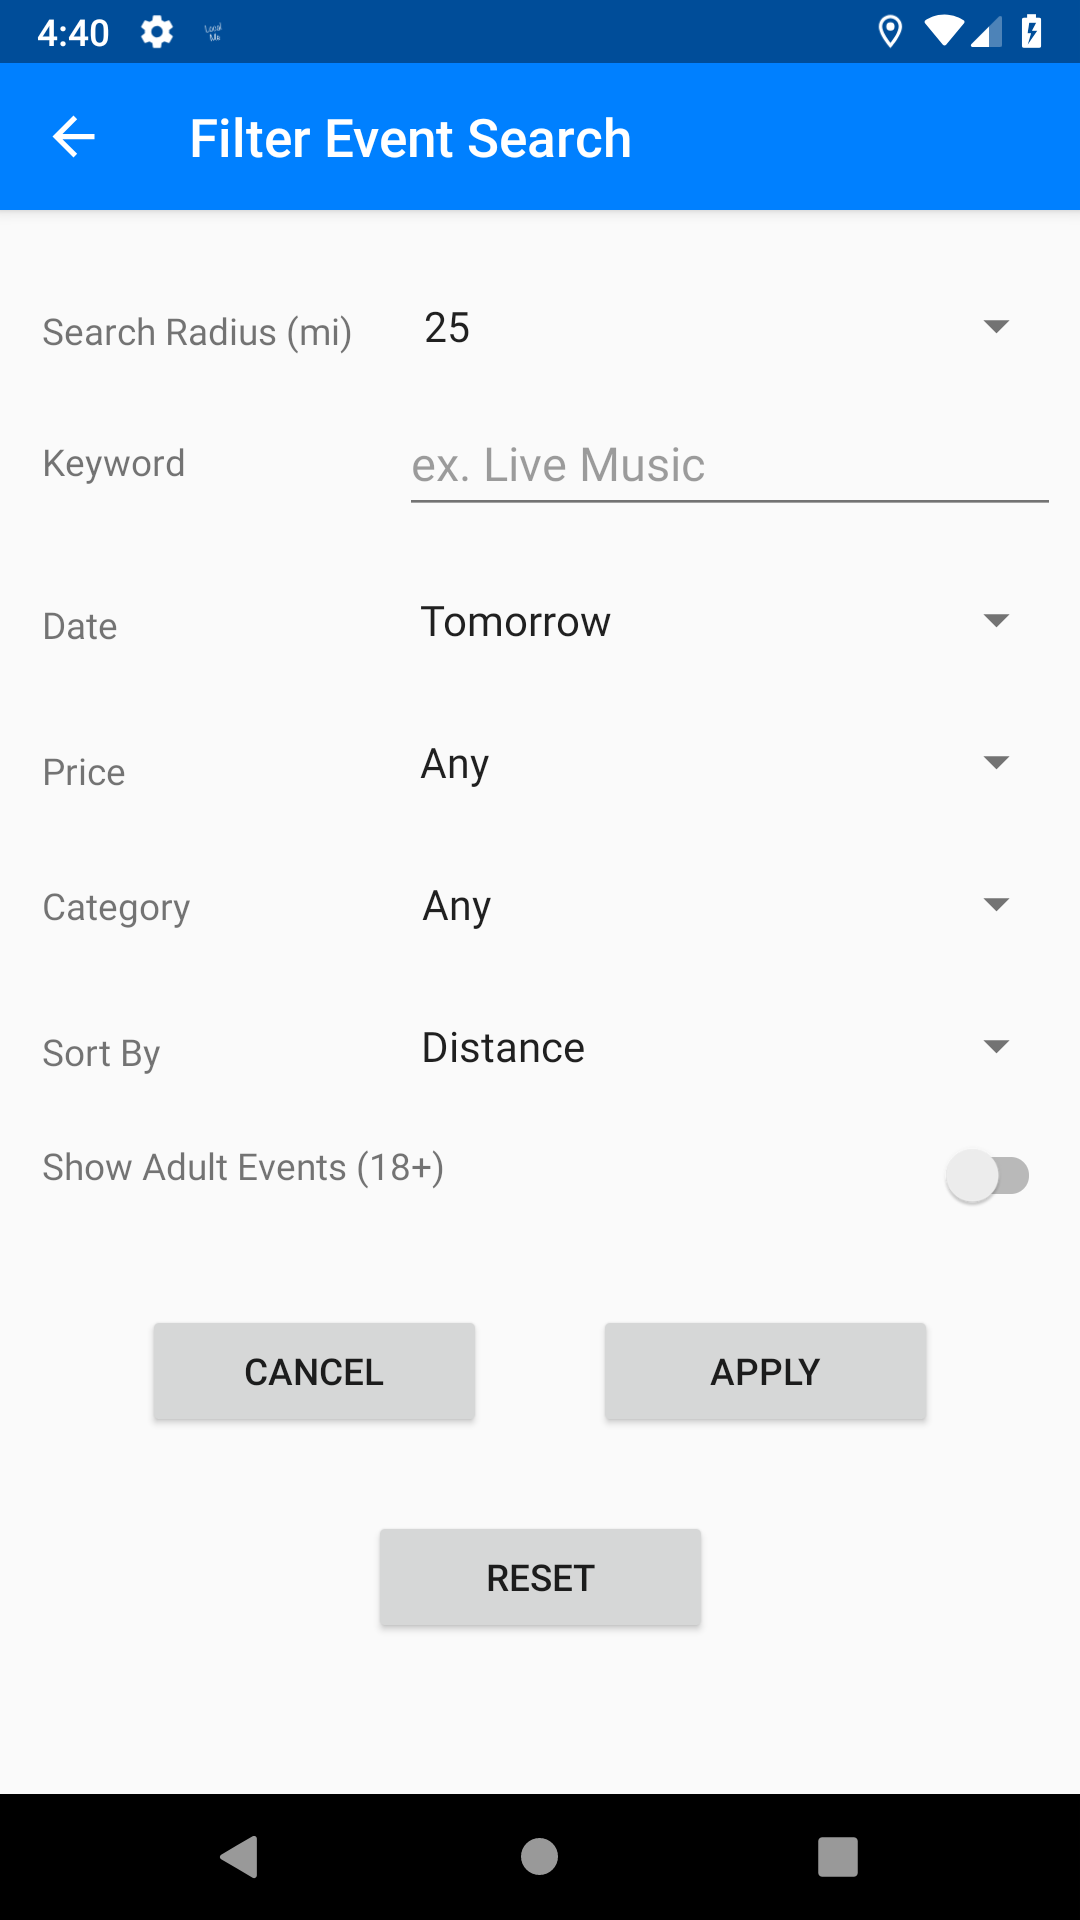 4:40
Filter Event Search
Search Radius (mi) 25
Keyword ex. Live Music
Date Tomorrow
Price Any
Category Any
Sort By Distance
Show Adult Events (18+)
CANCEL APPLY
RESET